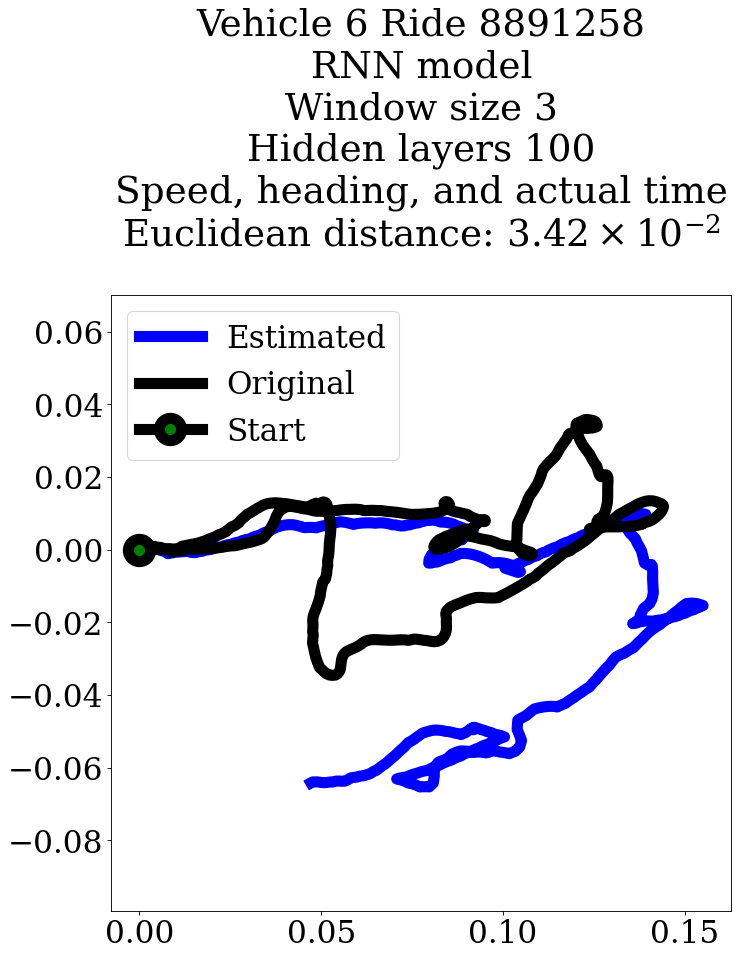 Vehicle 6 Ride 8891258
RNN model
Window size 3
Hidden layers 100
Speed, heading, and actual time
Euclidean distance: 3.42 × 10⁻²
Estimated
Original
Start
0.06
0.04
0.02
0.00
−0.02
−0.04
−0.06
−0.08
0.00 0.05 0.10 0.15